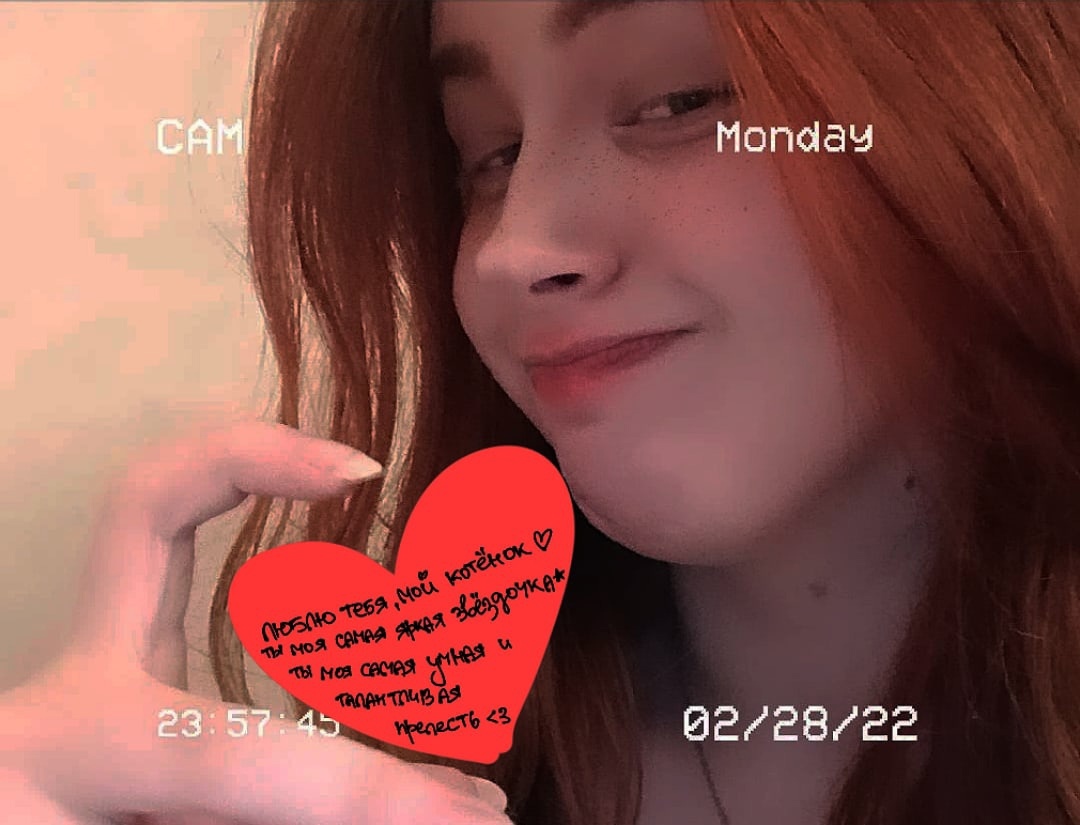 CAM
Monday
люблю тебя, мой котёнок ♡
ты моя самая яркая звёздочка*
ты моя самая умная и
талантливая
прелесть <3
23:57:45
02/28/22